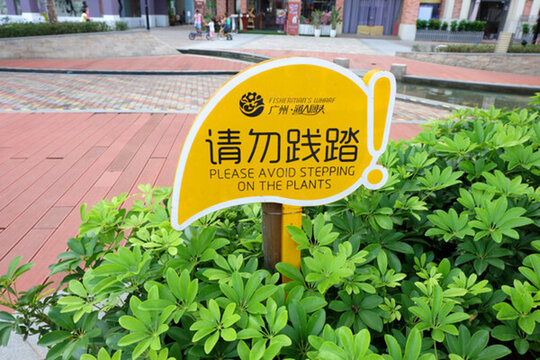 FISHERMAN'S WHARF
广州·渔人码头
请勿践踏
PLEASE AVOID STEPPING
ON THE PLANTS